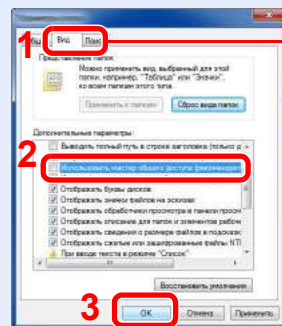 1
Вид
Поиск
Представление папок
Можно применить вид, выбранный для этой
папки, например, "Таблица" или "Значки",
ко всем папкам этого типа.
Применить к папкам
Сброс вида папок
Дополнительные параметры:
2
Выводить полный путь в строке заголовка (только д
Использовать мастер общего доступа (рекомендуе
Отображать буквы дисков
Отображать значки файлов на эскизах
Отображать обработчики просмотра в панели просм
Отображать описание для папок и элементов рабоч
Отображать сведения о размере файлов в подсказк
Отображать сжатые или зашифрованные файлы NTF
При вводе текста в режиме "Список"
Восстановить умолчания
3
ОК
Отмена
Применить